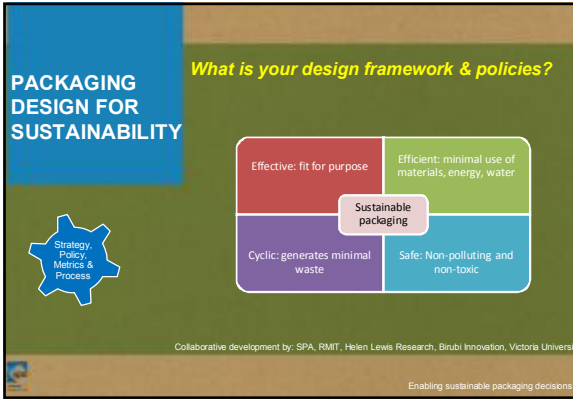 What is your design framework & policies?
PACKAGING
DESIGN FOR
SUSTAINABILITY
Effective: fit for purpose
Efficient: minimal use of
materials, energy, water
Sustainable
packaging
Cyclic: generates minimal
waste
Safe: Non-polluting and
non-toxic
Strategy,
Policy,
Metrics &
Process
Collaborative development by: SPA, RMIT, Helen Lewis Research, Birubi Innovation, Victoria Universi
Enabling sustainable packaging decisions